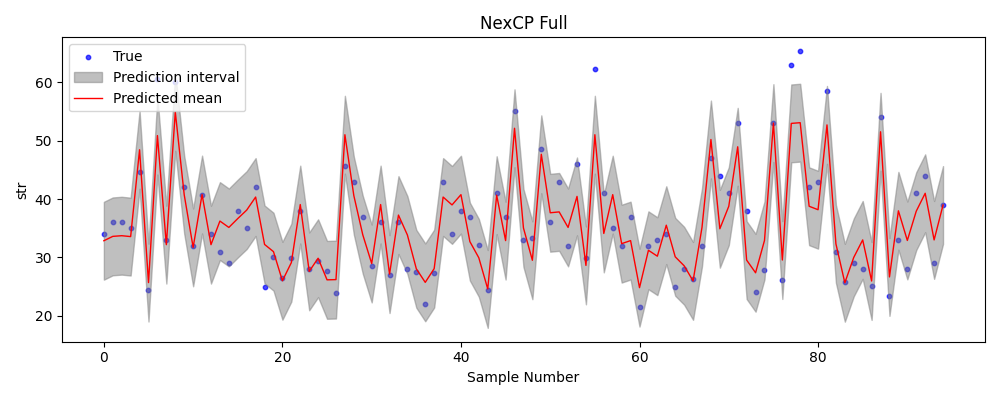 NexCP Full
True
Prediction interval
Predicted mean
60
50
40
30
20
str
0
20
40
60
80
Sample Number